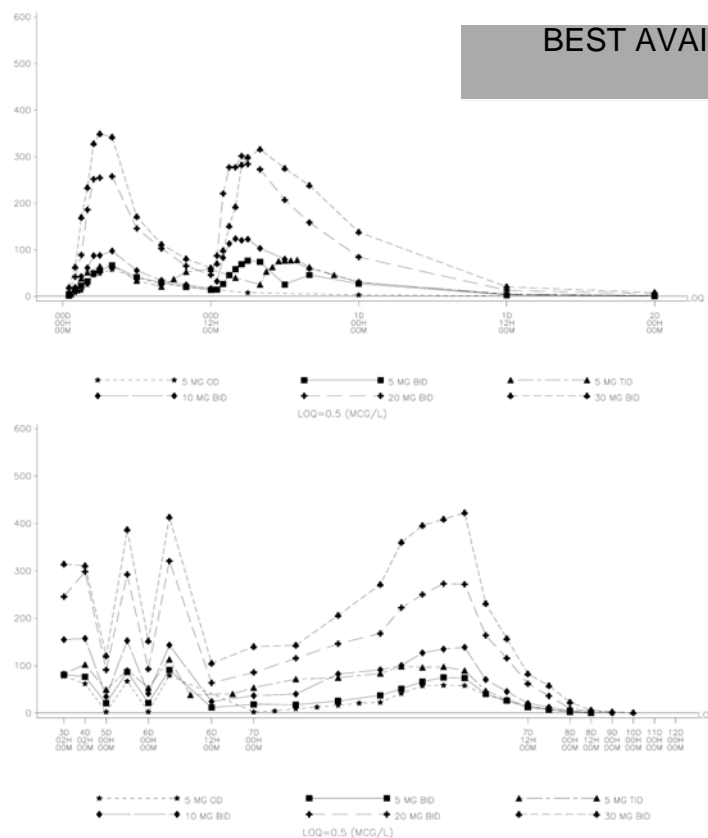 BEST AVAI
600
500
400
300
200
100
0
LOQ
00D 00D 1D 1D 2D
00H 12H 00H 12H 00H
00M 00M 00M 00M 00M
5 MG OD 5 MG BID 5 MG TID
10 MG BID 20 MG BID 30 MG BID
LOQ=0.5 (MCG/L)
600
500
400
300
200
100
0
LO
3D 4D 5D 6D 6D 7D 7D 8D 8D 9D 10D 11D 12D
02H 02H 00H 00H 12H 00H 12H 00H 12H 00H 00H 00H 00H
00M 00M 00M 00M 00M 00M 00M 00M 00M 00M 00M 00M 00M
5 MG OD 5 MG BID 5 MG TID
10 MG BID 20 MG BID 30 MG BID
LOQ=0.5 (MCG/L)